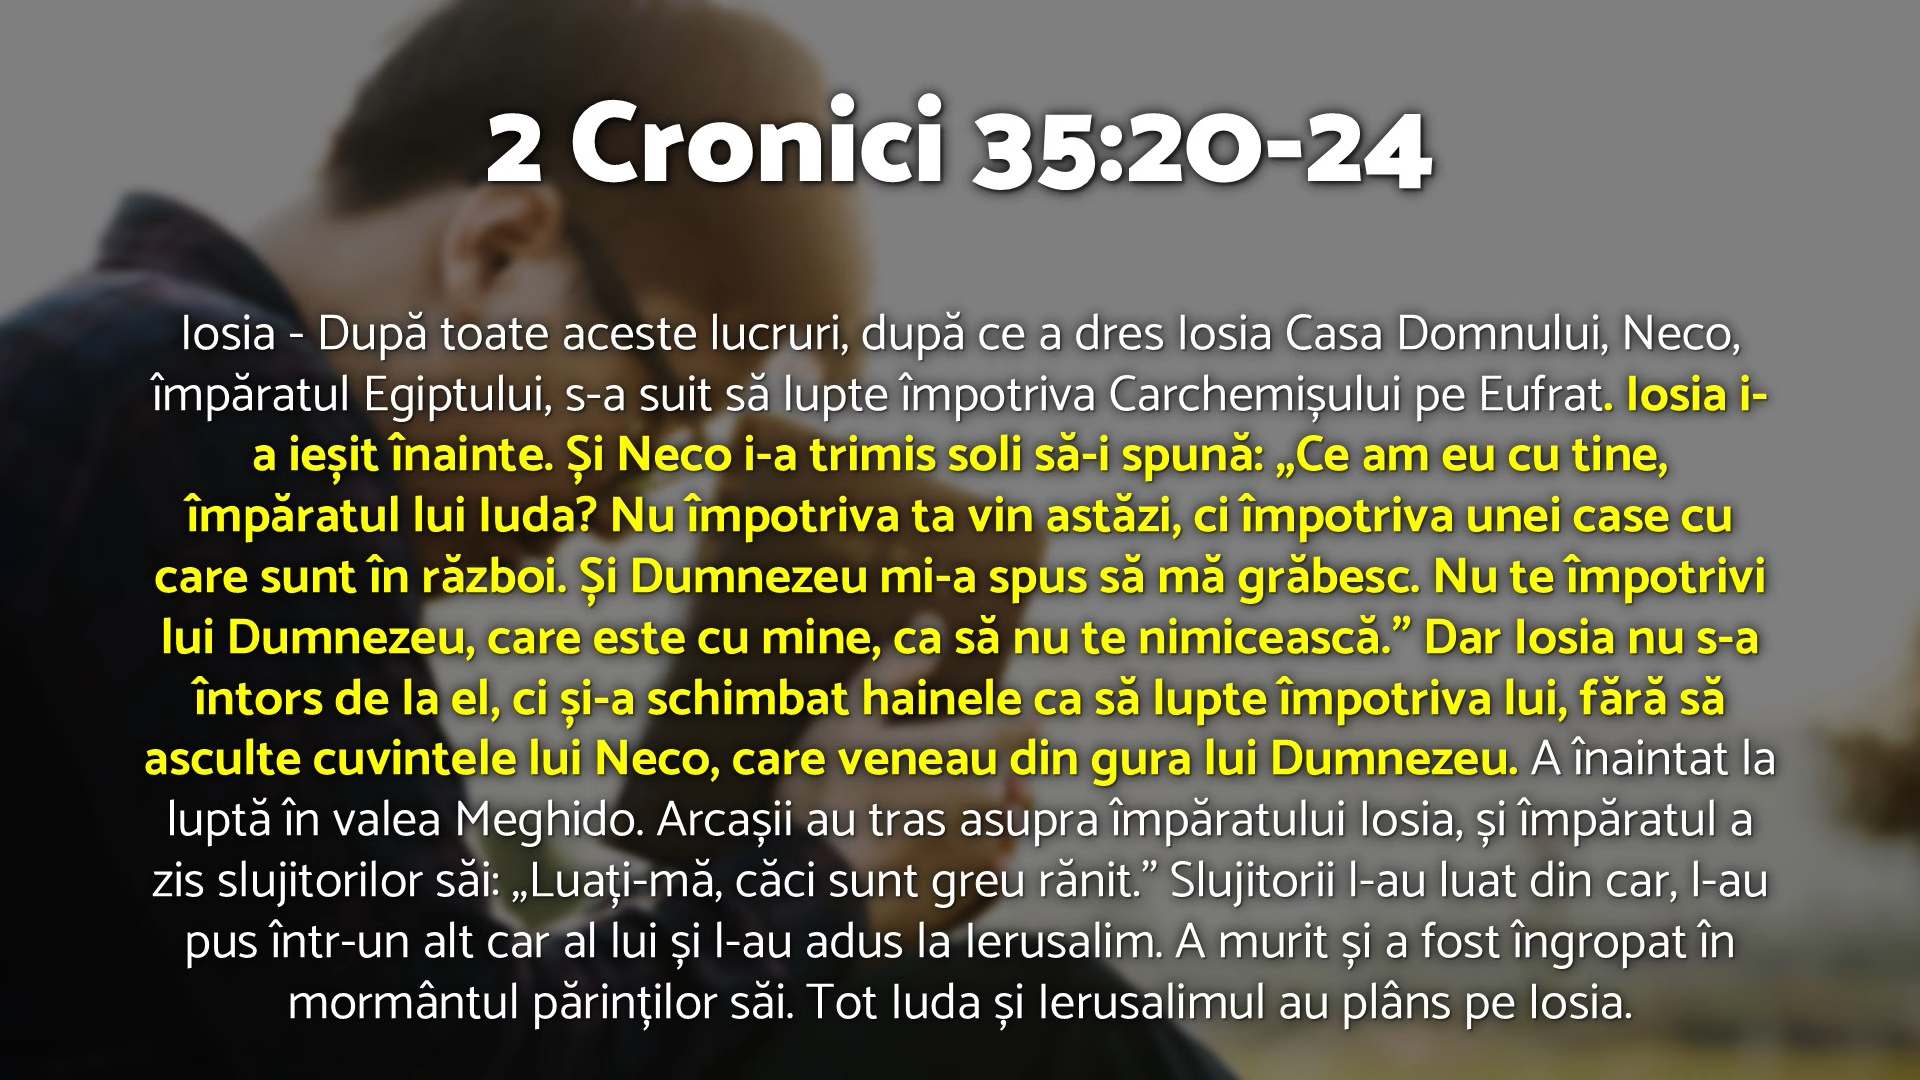 2 Cronici 35:20-24
Iosia - După toate aceste lucruri, după ce a dres Iosia Casa Domnului, Neco,
împăratul Egiptului, s-a suit să lupte împotriva Carchemișului pe Eufrat. Iosia i-
a ieșit înainte. Și Neco i-a trimis soli să-i spună: „Ce am eu cu tine,
împăratul lui Iuda? Nu împotriva ta vin astăzi, ci împotriva unei case cu
care sunt în război. Și Dumnezeu mi-a spus să mă grăbesc. Nu te împotrivi
lui Dumnezeu, care este cu mine, ca să nu te nimicească.” Dar Iosia nu s-a
întors de la el, ci și-a schimbat hainele ca să lupte împotriva lui, fără să
asculte cuvintele lui Neco, care veneau din gura lui Dumnezeu. A înaintat la
luptă în valea Meghido. Arcașii au tras asupra împăratului Iosia, și împăratul a
zis slujitorilor săi: „Luați-mă, căci sunt greu rănit.” Slujitorii l-au luat din car, l-au
pus într-un alt car al lui și l-au adus la Ierusalim. A murit și a fost îngropat în
mormântul părinților săi. Tot Iuda și Ierusalimul au plâns pe Iosia.